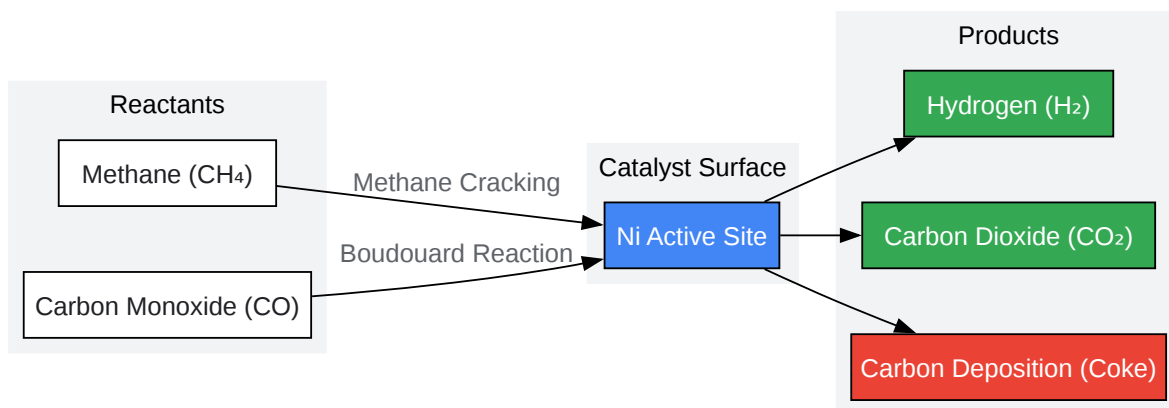 Reactants
Methane (CH₄)
Carbon Monoxide (CO)
Methane Cracking
Boudouard Reaction
Catalyst Surface
Ni Active Site
Products
Hydrogen (H₂)
Carbon Dioxide (CO₂)
Carbon Deposition (Coke)